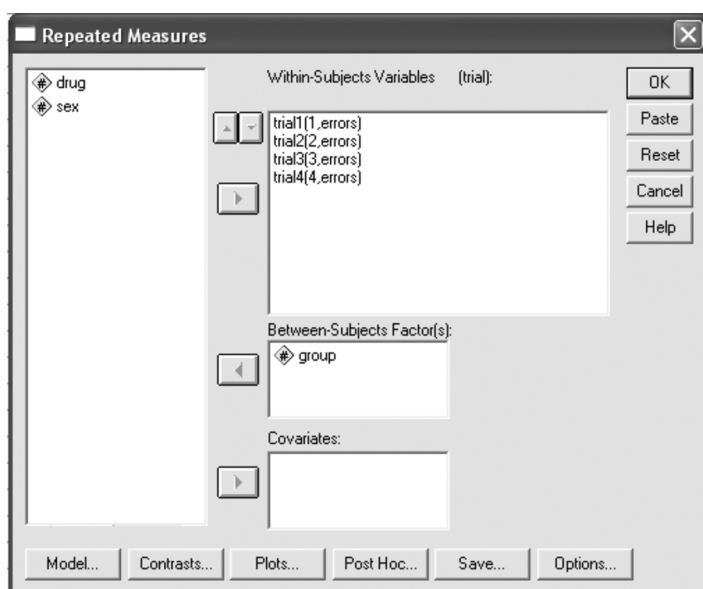 Repeated Measures
drug
sex
Within-Subjects Variables (trial):
trial1(1,errors)
trial2(2,errors)
trial3(3,errors)
trial4(4,errors)
OK
Paste
Reset
Cancel
Help
Between-Subjects Factor(s):
group
Covariates:
Model... Contrasts... Plots... Post Hoc... Save... Options...